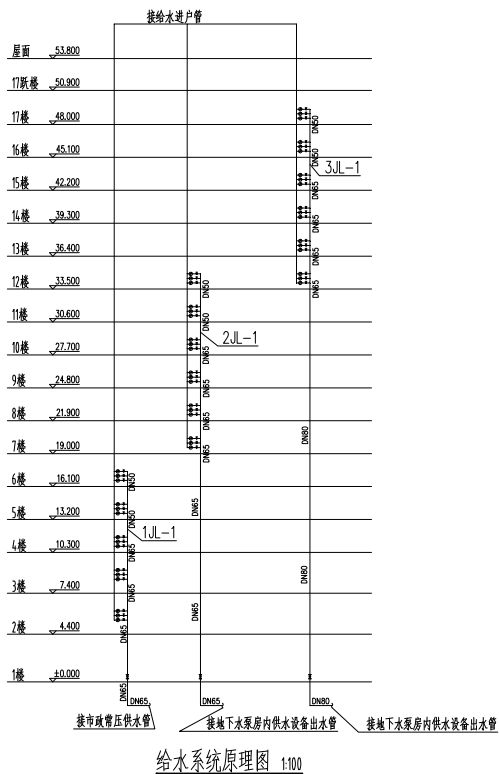 接给水进户管
屋面 53.800
17跃楼 50.900
17楼 48.000
DN50
16楼 45.100
DN50
3JL-1
15楼 42.200
DN65
14楼 39.300
DN65
13楼 36.400
DN65
12楼 33.500
DN65
DN50
11楼 30.600
DN50
2JL-1
10楼 27.700
DN65
9楼 24.800
DN65
8楼 21.900
DN65
DN80
7楼 19.000
DN65
6楼 16.100
DN50
DN65
5楼 13.200
DN50
1JL-1
4楼 10.300
DN65
DN80
3楼 7.400
DN65
DN65
2楼 4.400
DN65
1楼 ±0.000
DN65
DN65
DN65
DN80
接市政常压供水管
接地下水泵房内供水设备出水管
接地下水泵房内供水设备出水管
给水系统原理图 1:100